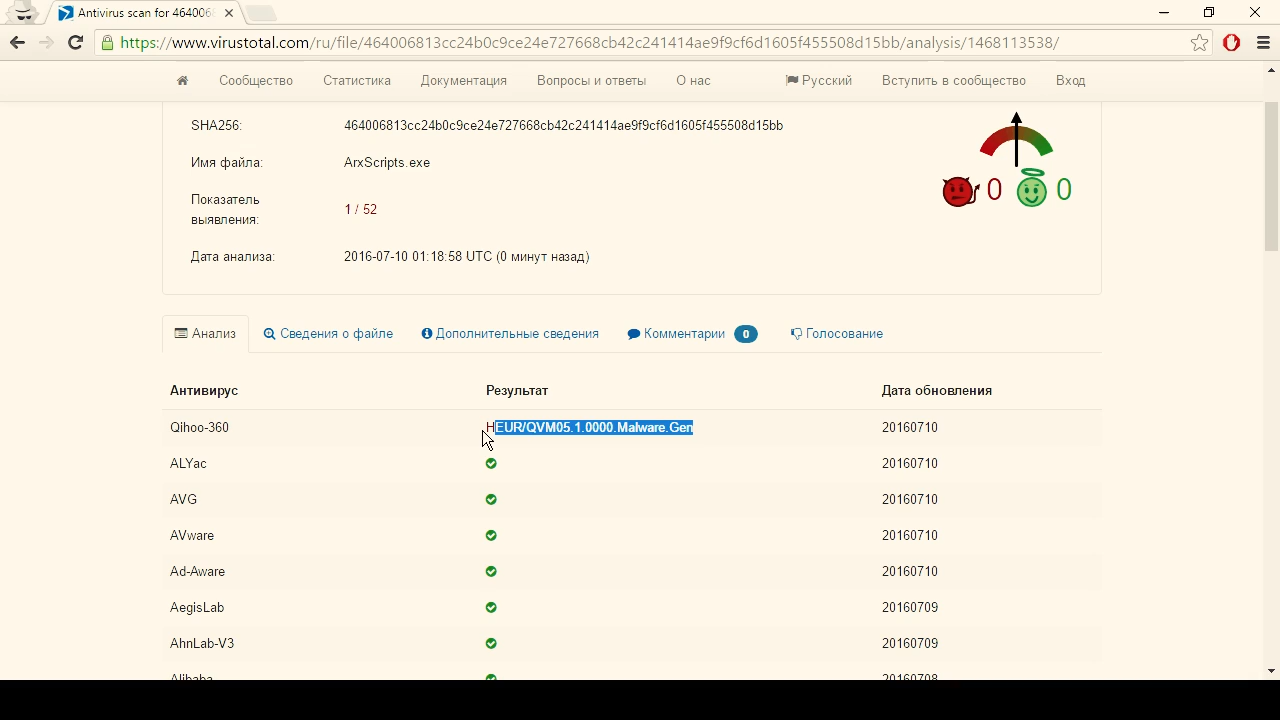 Antivirus scan for 464006
https://www.virustotal.com/ru/file/464006813cc24b0c9ce24e727668cb42c241414ae9f9cf6d1605f455508d15bb/analysis/1468113538/
Сообщество Статистика Документация Вопросы и ответы О нас Русский Вступить в сообщество Вход
SHA256: 464006813cc24b0c9ce24e727668cb42c241414ae9f9cf6d1605f455508d15bb
Имя файла: ArxScripts.exe
Показатель
выявления: 1 / 52
0 0
Дата анализа: 2016-07-10 01:18:58 UTC (0 минут назад)
Анализ Сведения о файле Дополнительные сведения Комментарии 0 Голосование
Антивирус Результат Дата обновления
Qihoo-360 HEUR/QVM05.1.0000.Malware.Gen 20160710
ALYac 20160710
AVG 20160710
AVware 20160710
Ad-Aware 20160710
AegisLab 20160709
AhnLab-V3 20160709
Alibaba 20160708